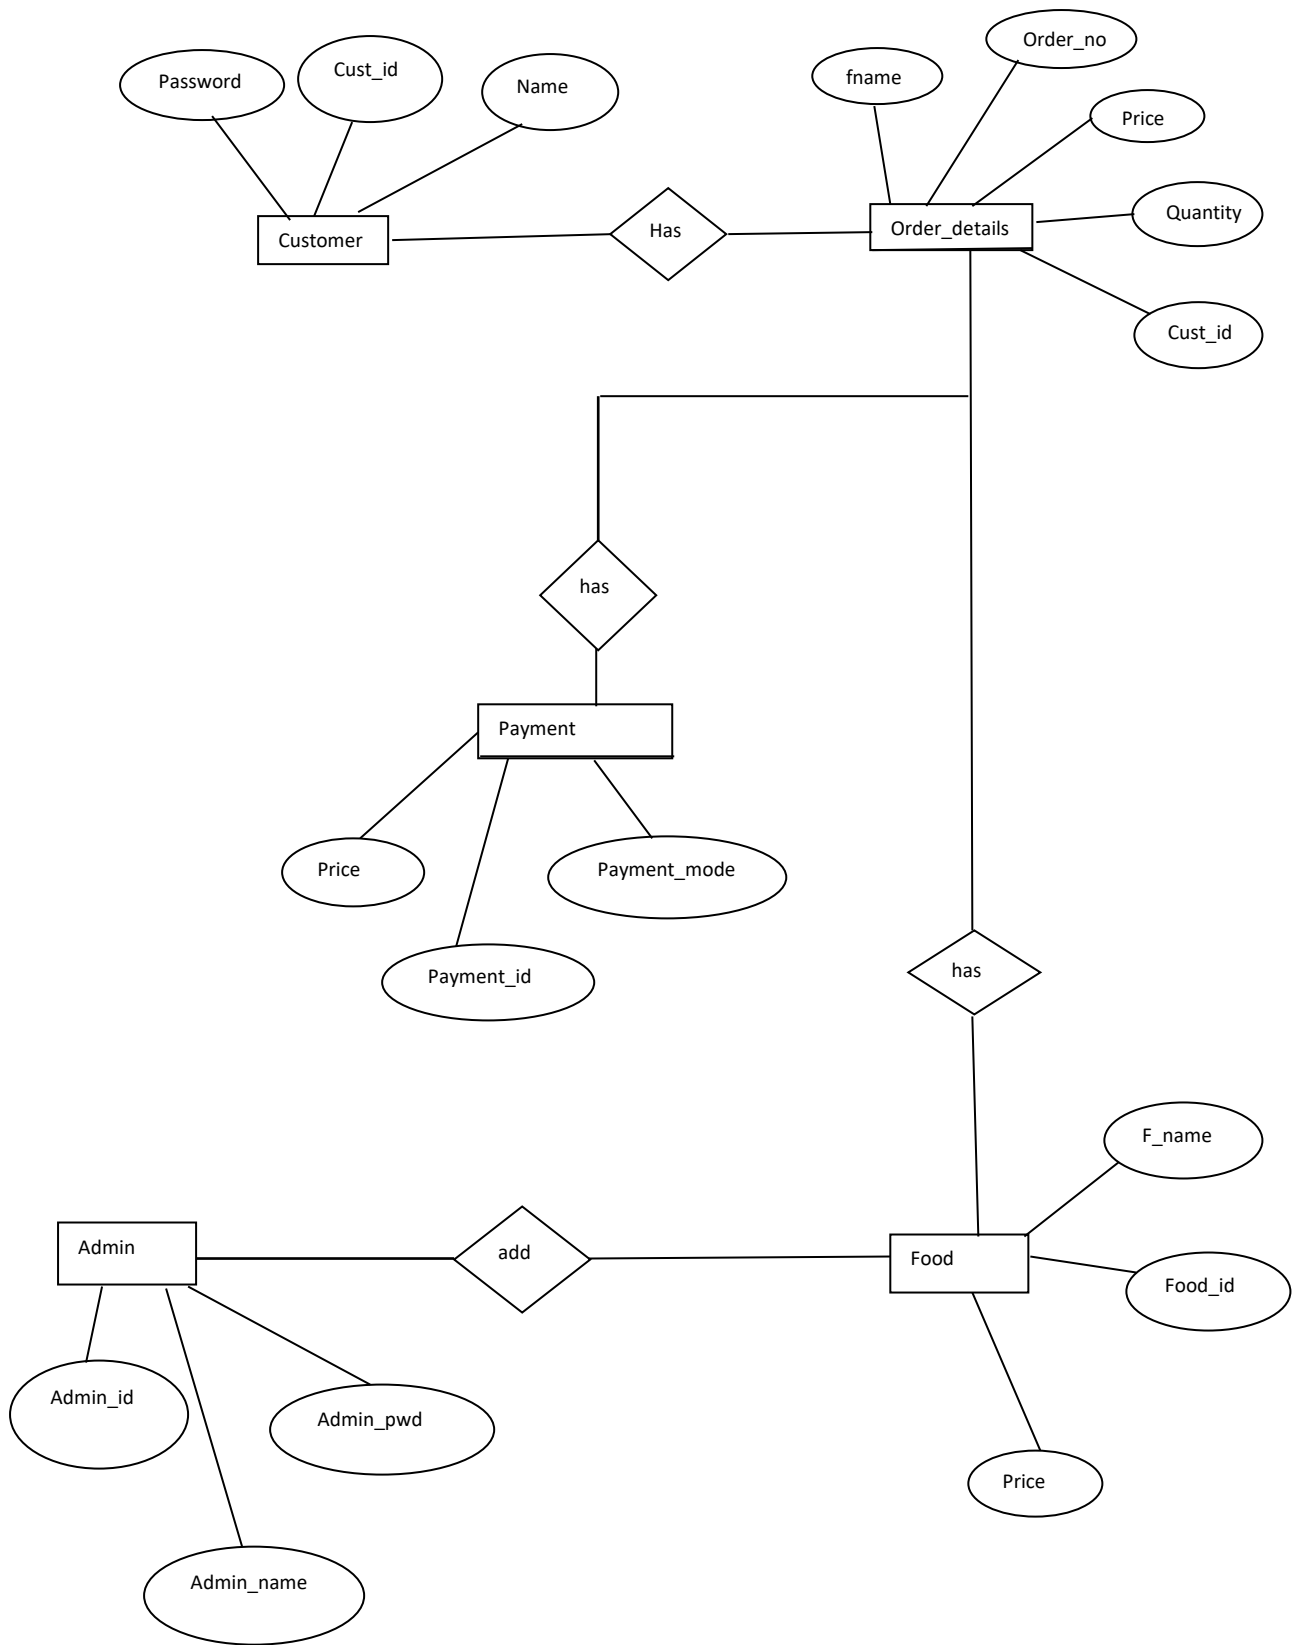 Order_no
Cust_id
fname
Password
Name
Price
Quantity
Has
Order_details
Customer
Cust_id
has
Payment
Price
Payment_mode
Payment_id
has
F_name
Admin
add
Food
Food_id
Admin_id
Admin_pwd
Price
Admin_name